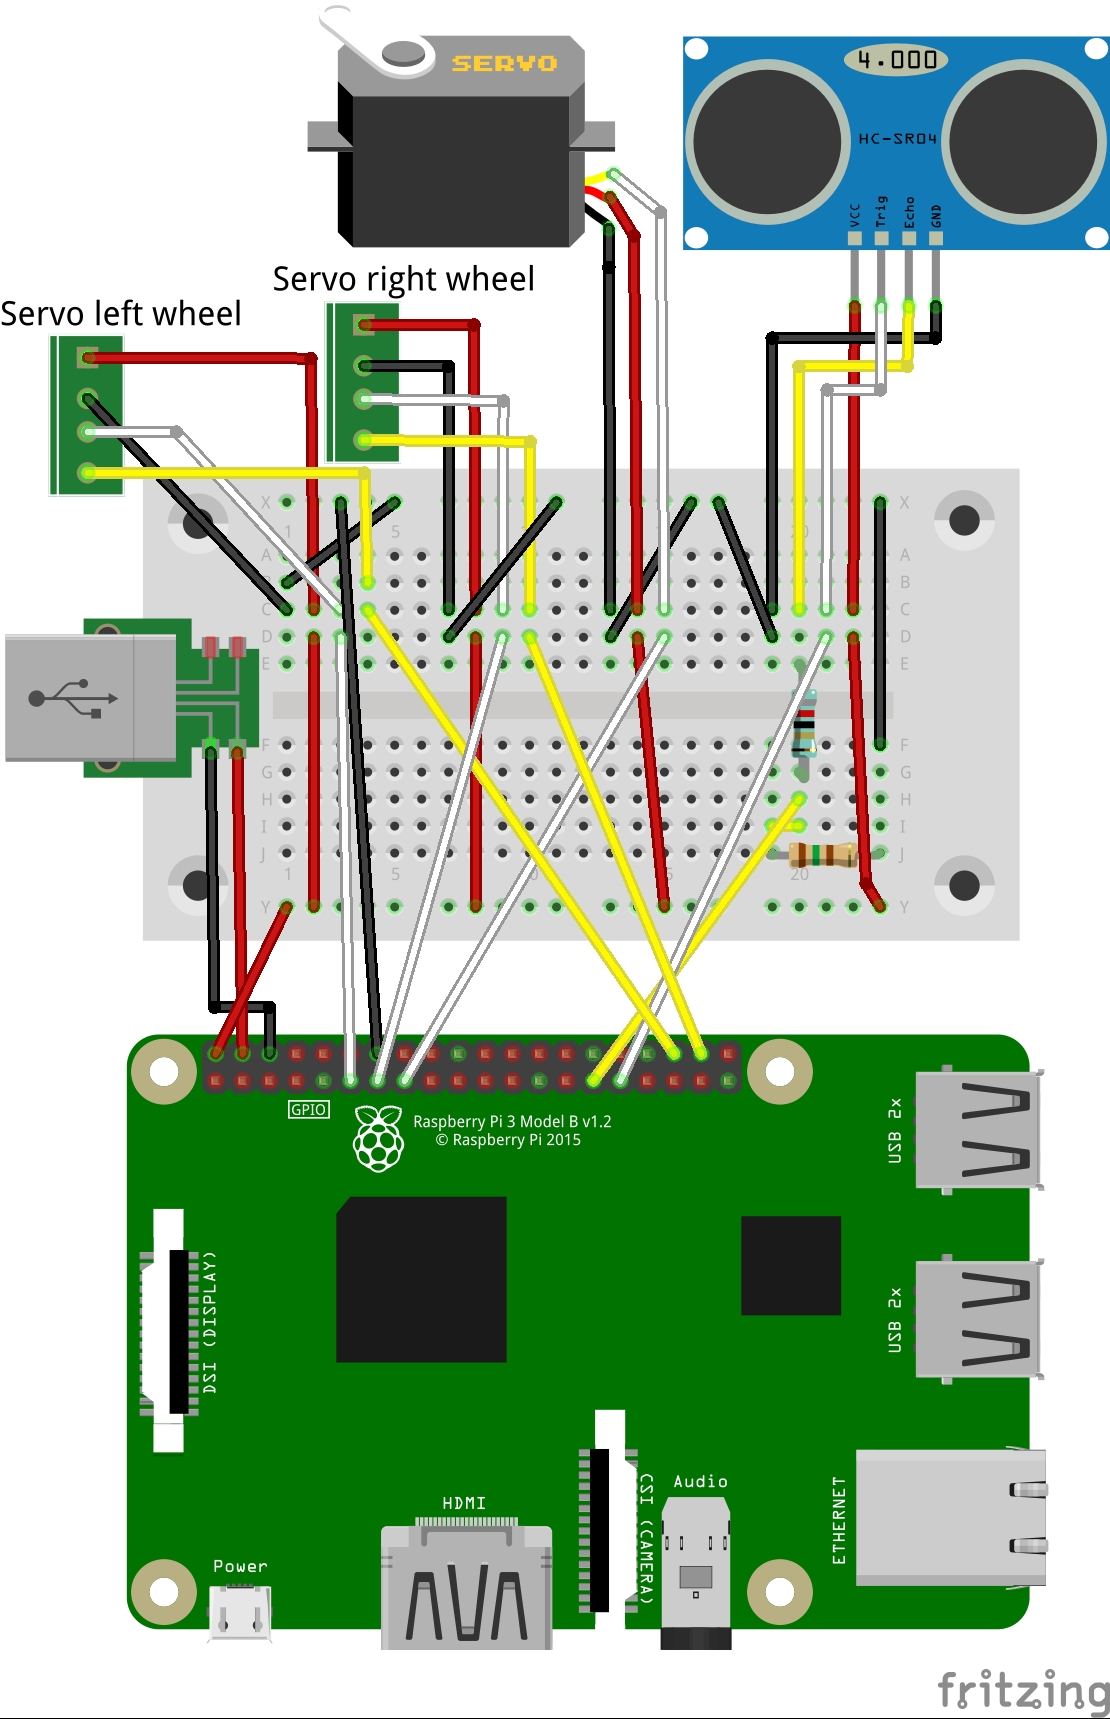 SERVO
4.000
HC-SR04
VCC
Trig
Echo
GND
Servo right wheel
Servo left wheel
X
X
1
5
20
A
A
B
B
C
C
D
D
E
E
F
F
G
G
H
H
I
I
J
J
1
5
20
Y
Y
GPIO
Raspberry Pi 3 Model B v1.2
© Raspberry Pi 2015
USB 2x
DSI (DISPLAY)
USB 2x
HDMI
CSI (CAMERA)
Audio
ETHERNET
Power
fritzing